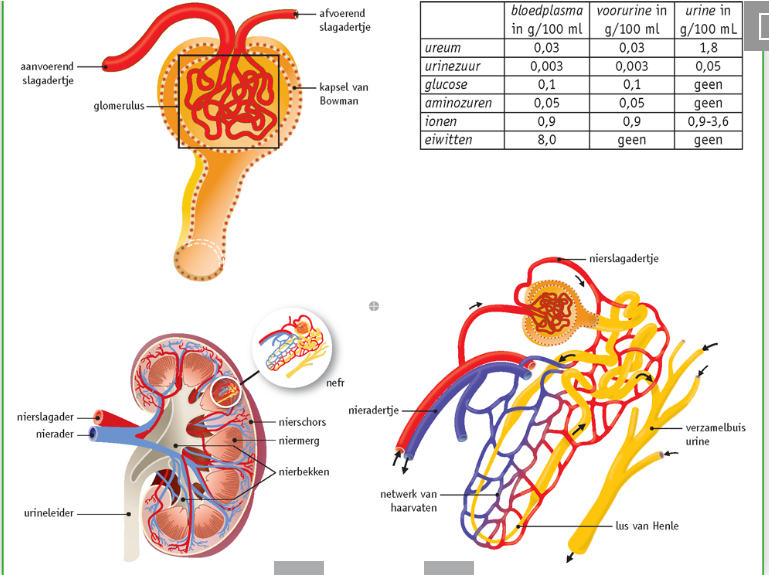 afvoerend
slagadertje
aanvoerend
slagadertje
kapsel van
Bowman
glomerulus
bloedplasma in g/100 ml voorurine in g/100 ml urine in g/100 mL
ureum 0,03 0,03 1,8
urinezuur 0,003 0,003 0,05
glucose 0,1 0,1 geen
aminozuren 0,05 0,05 geen
ionen 0,9 0,9 0,9-3,6
eiwitten 8,0 geen geen
nefr
nierslagader
nierader
nierschors
niermerg
nierbekken
urineleider
nierslagadertje
nieradertje
verzamelbuis
urine
netwerk van
haarvaten
lus van Henle